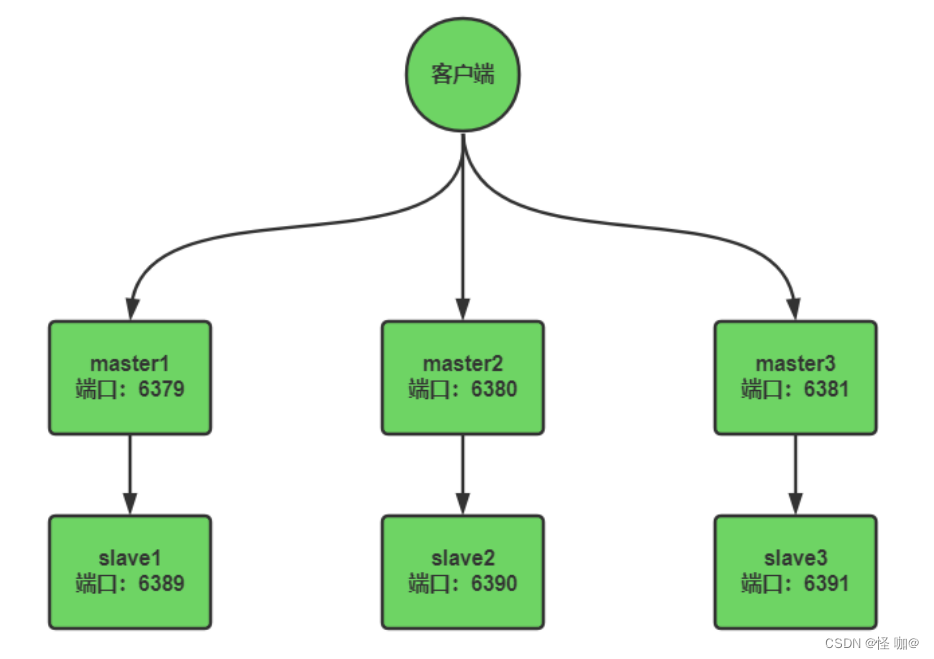 客户端
master1
端口：6379
master2
端口：6380
master3
端口：6381
slave1
端口：6389
slave2
端口：6390
slave3
端口：6391
CSDN @怪 咖@